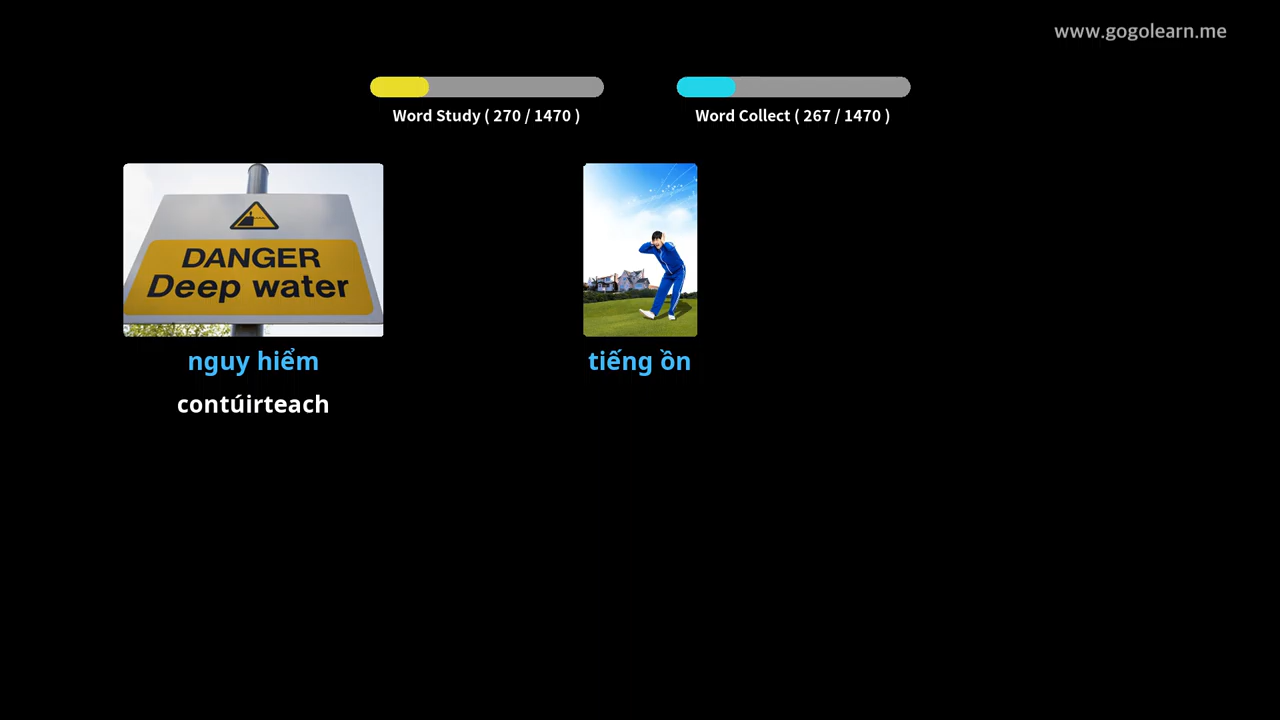 www.gogolearn.me
Word Study ( 270 / 1470 )
Word Collect ( 267 / 1470 )
DANGER
Deep water
nguy hiểm
tiếng ồn
contúirteach